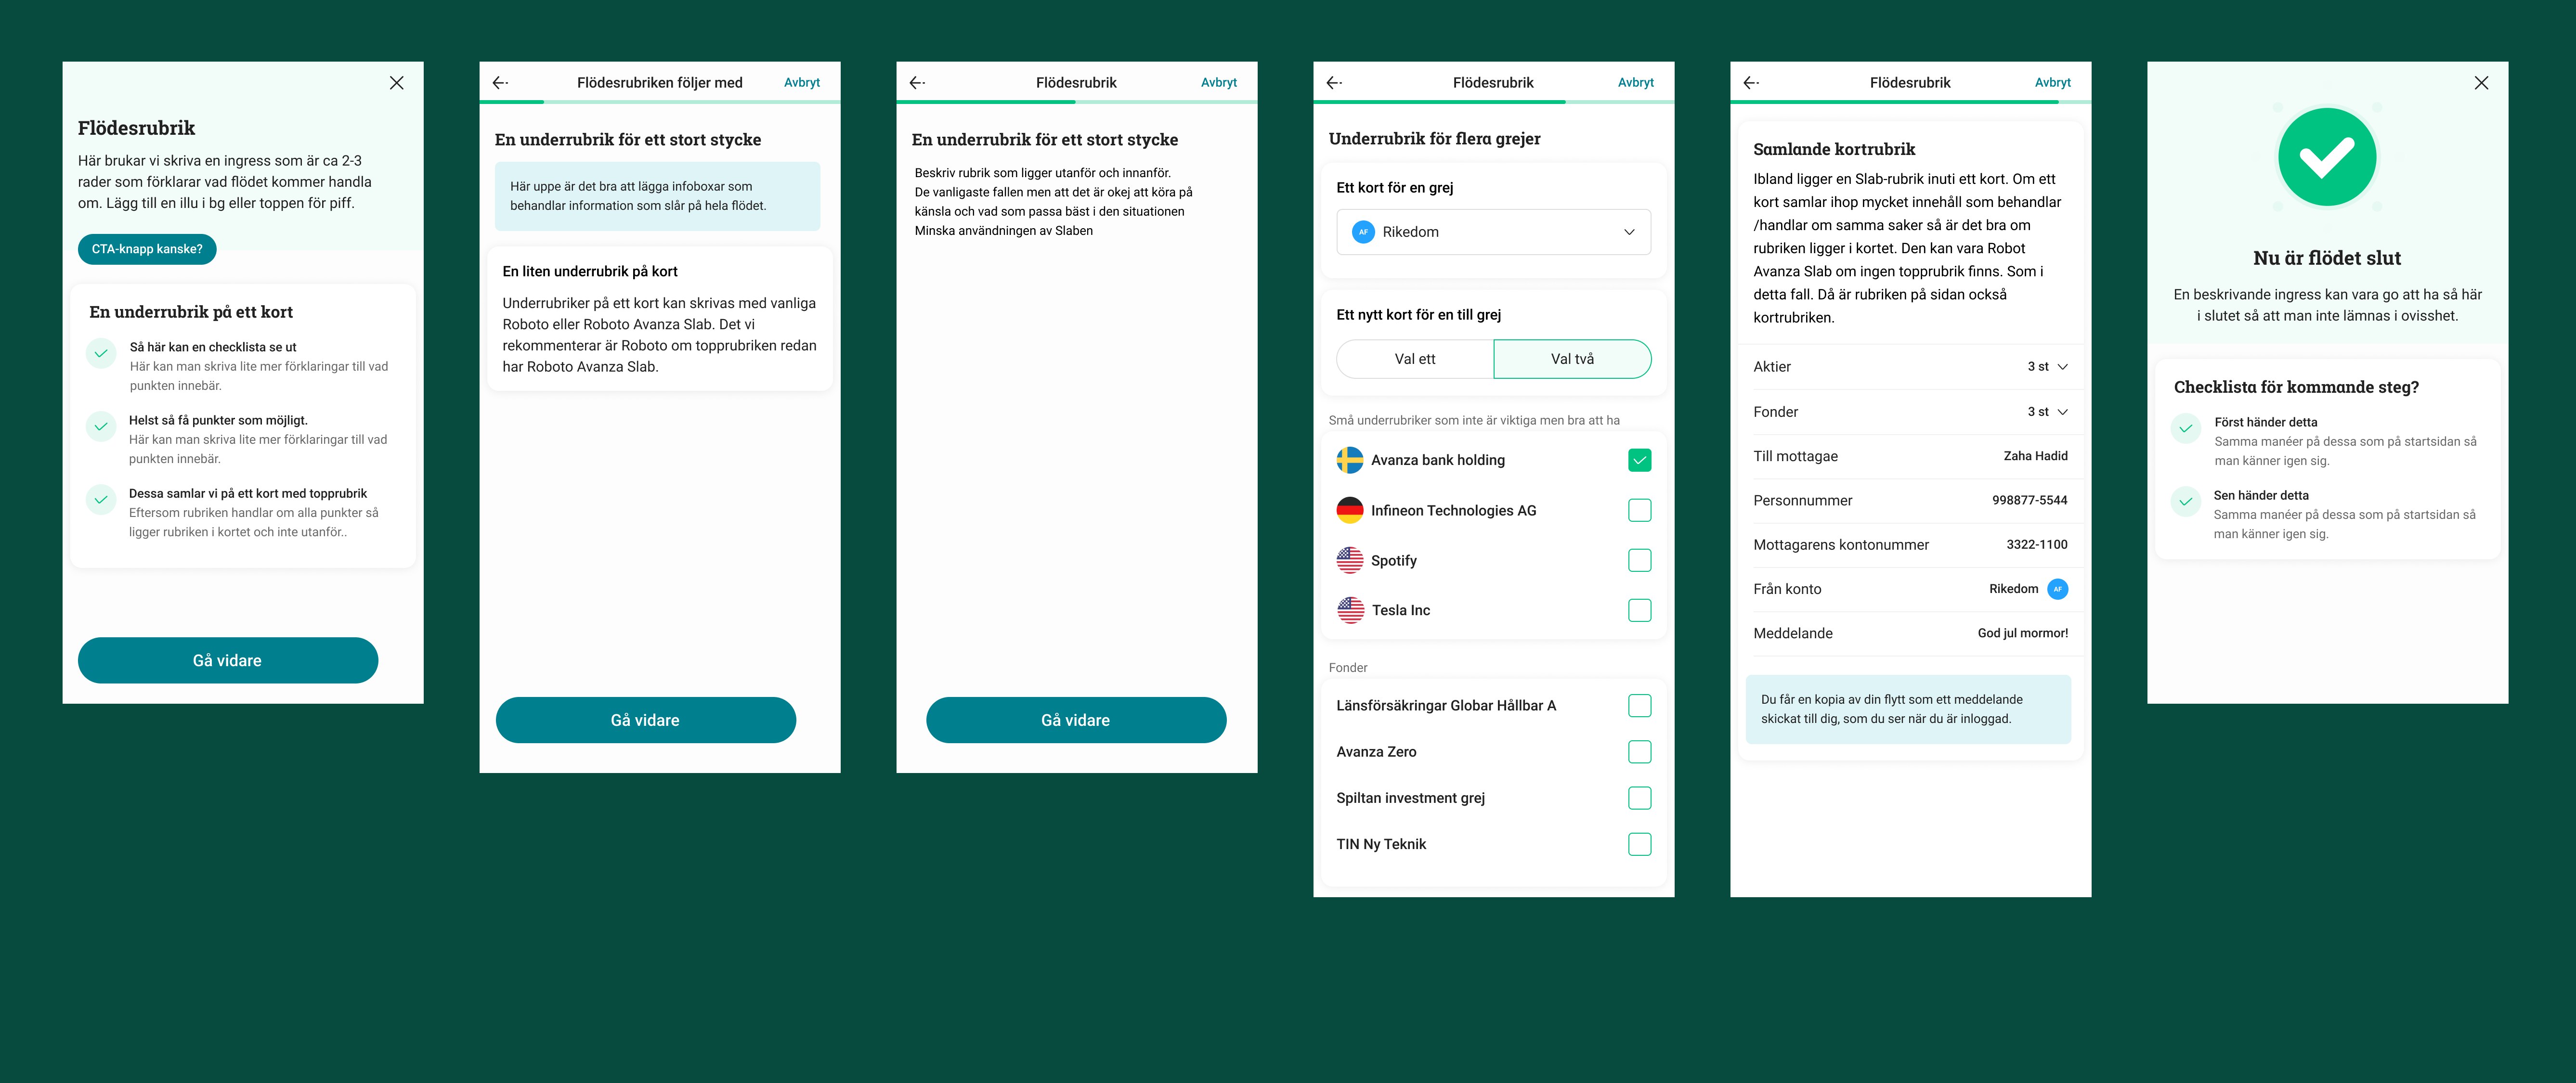 Flödesrubrik
Här brukar vi skriva en ingress som är ca 2-3
rader som förklarar vad flödet kommer handla
om. Lägg till en illu i bg eller toppen för piff.
CTA-knapp kanske?
En underrubrik på ett kort
Så här kan en checklista se ut
Här kan man skriva lite mer förklaringar till vad
punkten innebär.
Helst så få punkter som möjligt.
Här kan man skriva lite mer förklaringar till vad
punkten innebär.
Dessa samlar vi på ett kort med topprubrik
Eftersom rubriken handlar om alla punkter så
ligger rubriken i kortet och inte utanför..
Gå vidare
Flödesrubriken följer med
Avbryt
En underrubrik för ett stort stycke
Här uppe är det bra att lägga infoboxar som
behandlar information som slår på hela flödet.
En liten underrubrik på kort
Underrubriker på ett kort kan skrivas med vanliga
Roboto eller Roboto Avanza Slab. Det vi
rekommenterar är Roboto om topprubriken redan
har Roboto Avanza Slab.
Gå vidare
Flödesrubrik
Avbryt
En underrubrik för ett stort stycke
Beskriv rubrik som ligger utanför och innanför.
De vanligaste fallen men att det är okej att köra på
känsla och vad som passa bäst i den situationen
Minska användningen av Slaben
Gå vidare
Flödesrubrik
Avbryt
Underrubrik för flera grejer
Ett kort för en grej
AF Rikedom
Ett nytt kort för en till grej
Val ett
Val två
Små underrubriker som inte är viktiga men bra att ha
Avanza bank holding
Infineon Technologies AG
Spotify
Tesla Inc
Fonder
Länsförsäkringar Globar Hållbar A
Avanza Zero
Spiltan investment grej
TIN Ny Teknik
Flödesrubrik
Avbryt
Samlande kortrubrik
Ibland ligger en Slab-rubrik inuti ett kort. Om ett
kort samlar ihop mycket innehåll som behandlar
/handlar om samma saker så är det bra om
rubriken ligger i kortet. Den kan vara Robot
Avanza Slab om ingen topprubrik finns. Som i
detta fall. Då är rubriken på sidan också
kortrubriken.
Aktier 3 st
Fonder 3 st
Till mottagae Zaha Hadid
Personnummer 998877-5544
Mottagarens kontonummer 3322-1100
Från konto Rikedom AF
Meddelande God jul mormor!
Du får en kopia av din flytt som ett meddelande
skickat till dig, som du ser när du är inloggad.
Nu är flödet slut
En beskrivande ingress kan vara go att ha så här
i slutet så att man inte lämnas i ovisshet.
Checklista för kommande steg?
Först händer detta
Samma manéer på dessa som på startsidan så
man känner igen sig.
Sen händer detta
Samma manéer på dessa som på startsidan så
man känner igen sig.